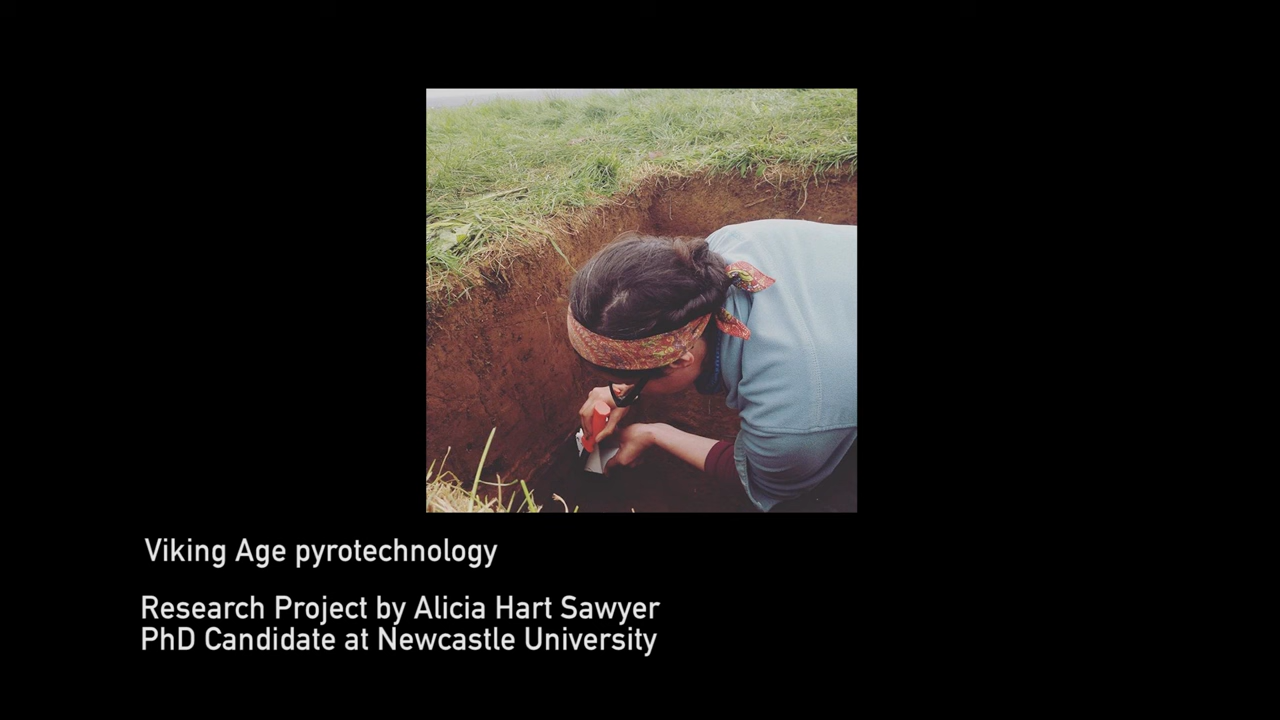 Viking Age pyrotechnology
Research Project by Alicia Hart Sawyer
PhD Candidate at Newcastle University